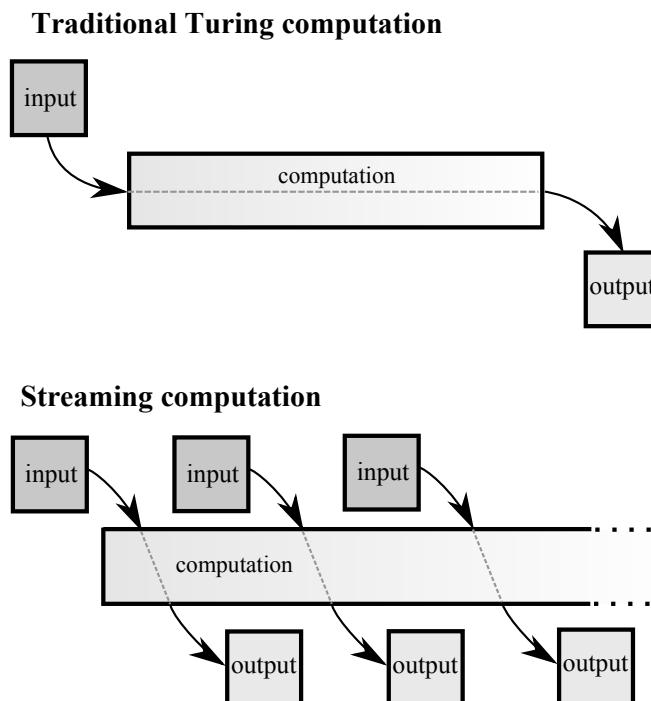 Traditional Turing computation
input
computation
output
Streaming computation
input input input
computation
output output output